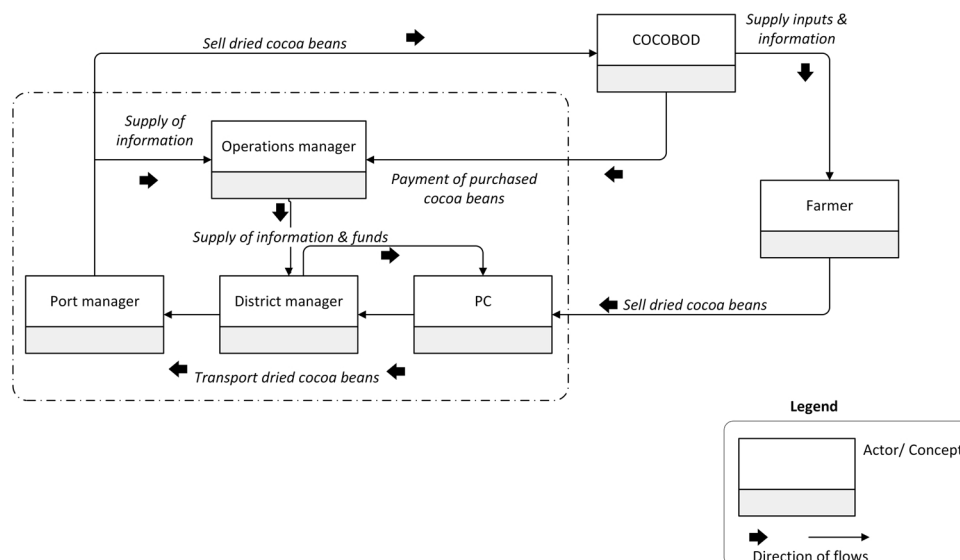 Sell dried cocoa beans
COCOBOD
Supply inputs &
information
Supply of
information
Operations manager
Payment of purchased
cocoa beans
Farmer
Supply of information & funds
Port manager
District manager
PC
Sell dried cocoa beans
Transport dried cocoa beans
Legend
Actor/ Concept
Direction of flows